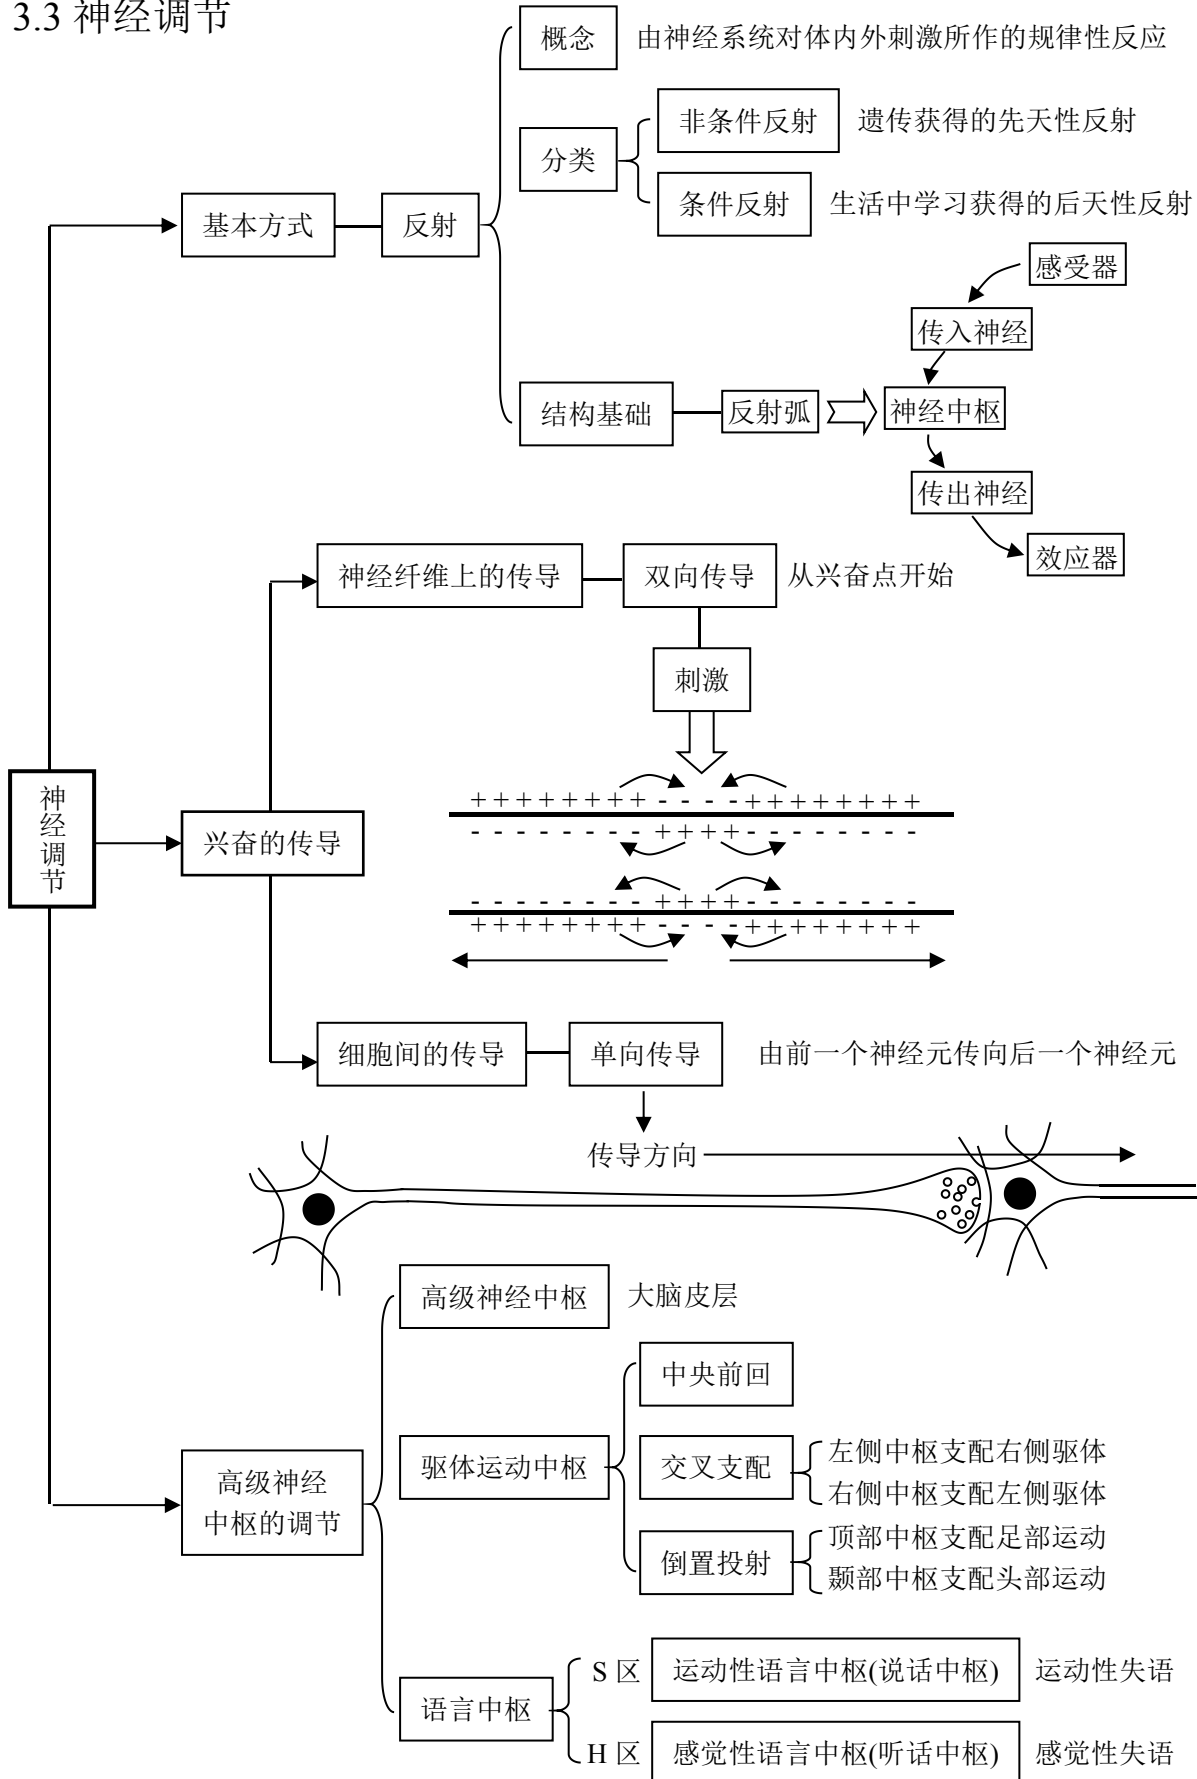 3.3 神经调节
概念
由神经系统对体内外刺激所作的规律性反应
分类
非条件反射
遗传获得的先天性反射
条件反射
生活中学习获得的后天性反射
基本方式
反射
感受器
传入神经
结构基础
反射弧
神经中枢
传出神经
效应器
神经纤维上的传导
双向传导
从兴奋点开始
刺激
神经调节
兴奋的传导
++++++++----++++++++
--------++++--------
--------++++--------
++++++++----++++++++
细胞间的传导
单向传导
由前一个神经元传向后一个神经元
传导方向
高级神经中枢
大脑皮层
中央前回
驱体运动中枢
交叉支配
左侧中枢支配右侧驱体
右侧中枢支配左侧驱体
高级神经
中枢的调节
倒置投射
顶部中枢支配足部运动
颞部中枢支配头部运动
语言中枢
S 区
运动性语言中枢(说话中枢)
运动性失语
H 区
感觉性语言中枢(听话中枢)
感觉性失语